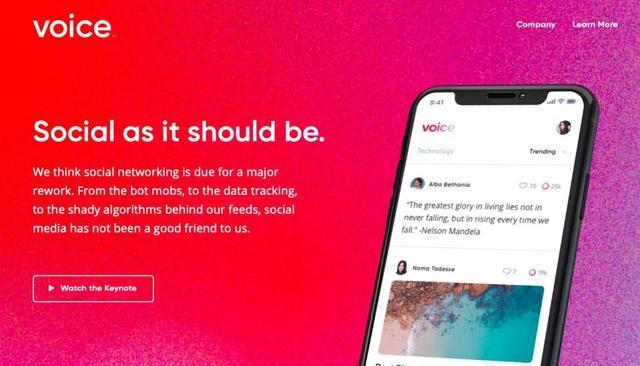 voice
Company
Learn More
Social as it should be.
We think social networking is due for a major
rework. From the bot mobs, to the data tracking,
to the shady algorithms behind our feeds, social
media has not been a good friend to us.
Watch the Keynote
9:41
voice
Technology
Trending
Alba Bethania
35
25k
"The greatest glory in living lies not in
never falling, but in rising every time we
fall." -Nelson Mandela
Noma Tadesse
7
19k